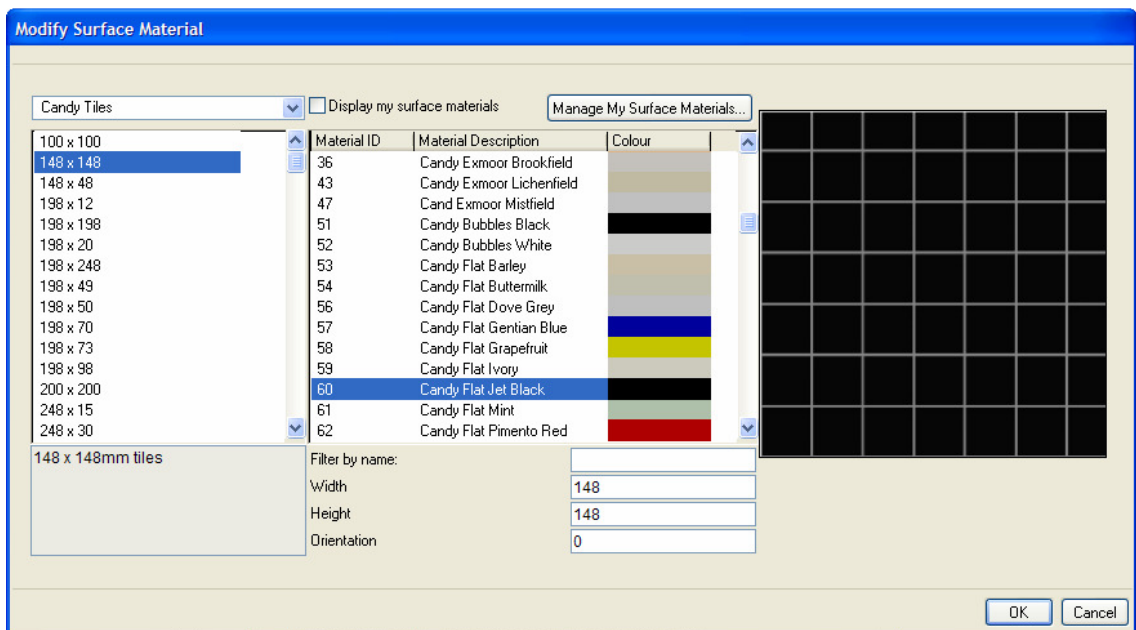 Modify Surface Material
Candy Tiles
Display my surface materials
Manage My Surface Materials...
100 x 100
148 x 148
148 x 48
198 x 12
198 x 198
198 x 20
198 x 248
198 x 49
198 x 50
198 x 70
198 x 73
198 x 98
200 x 200
248 x 15
248 x 30
Material ID Material Description Colour
36 Candy Exmoor Brookfield
43 Candy Exmoor Lichenfield
47 Cand Exmoor Mistfield
51 Candy Bubbles Black
52 Candy Bubbles White
53 Candy Flat Barley
54 Candy Flat Buttermilk
56 Candy Flat Dove Grey
57 Candy Flat Gentian Blue
58 Candy Flat Grapefruit
59 Candy Flat Ivory
60 Candy Flat Jet Black
61 Candy Flat Mint
62 Candy Flat Pimento Red
148 x 148mm tiles
Filter by name:
Width 148
Height 148
Orientation 0
OK Cancel